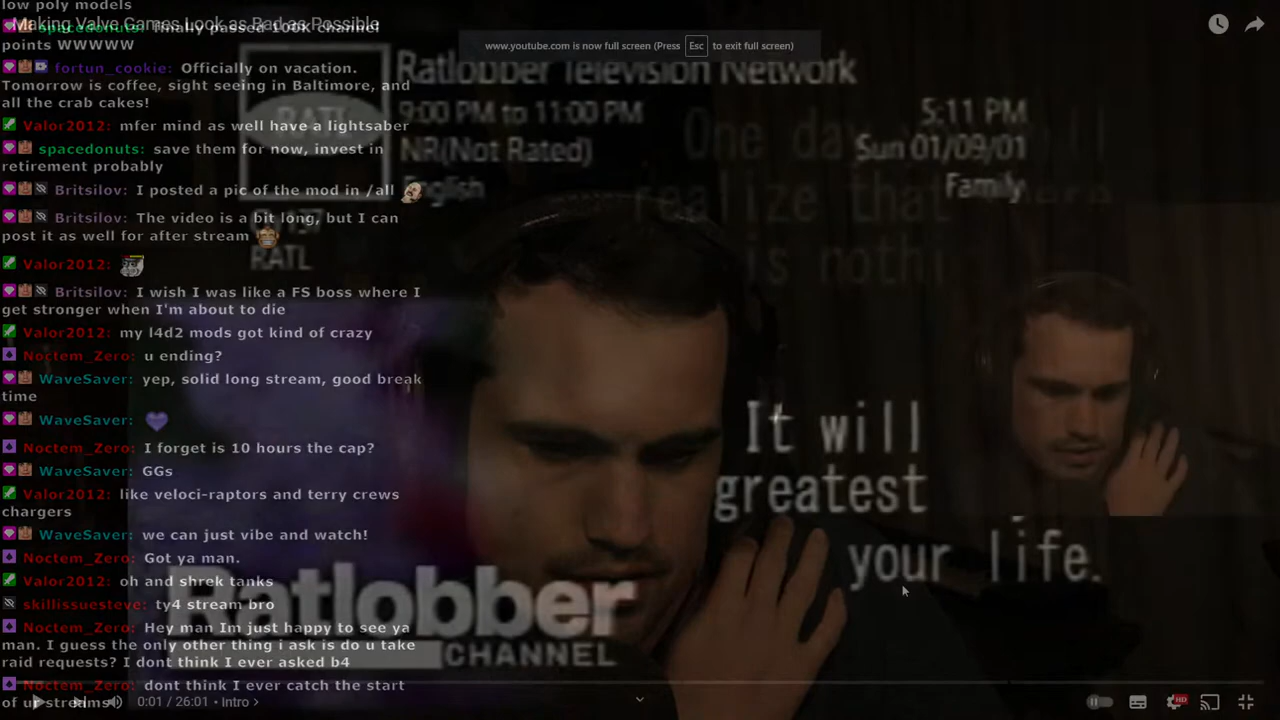 low poly models
Making Valve Games Look as Bad as Possible
spacedonuts: finally passed 100K channel
points WWWWW
fortun_cookie: Officially on vacation.
Tomorrow is coffee, sight seeing in Baltimore, and
all the crab cakes!
Valor2012: mfer mind as well have a lightsaber
spacedonuts: save them for now, invest in
retirement probably
Britsilov: I posted a pic of the mod in /all
Britsilov: The video is a bit long, but I can
post it as well for after stream
Valor2012:
Britsilov: I wish I was like a FS boss where I
get stronger when I'm about to die
Valor2012: my l4d2 mods got kind of crazy
Noctem_Zero: u ending?
WaveSaver: yep, solid long stream, good break
time
WaveSaver:
Noctem_Zero: I forget is 10 hours the cap?
WaveSaver: GGs
Valor2012: like veloci-raptors and terry crews
chargers
WaveSaver: we can just vibe and watch!
Noctem_Zero: Got ya man.
Valor2012: oh and shrek tanks
skillissuesteve: ty4 stream bro
Noctem_Zero: Hey man Im just happy to see ya
man. I guess the only other thing i ask is do u take
raid requests? I dont think I ever asked b4
Noctem_Zero: dont think I ever catch the start
of ur streams
www.youtube.com is now full screen (Press Esc to exit full screen)
Ratlobber Television Network
9:00 PM to 11:00 PM
5:11 PM
NR(Not Rated)
Sun 01/09/01
English
Family
RATL
One da
realize that
is nothi
It will
greatest
your life.
Ratlobber
CHANNEL
0:01 / 26:01 • Intro >
HD